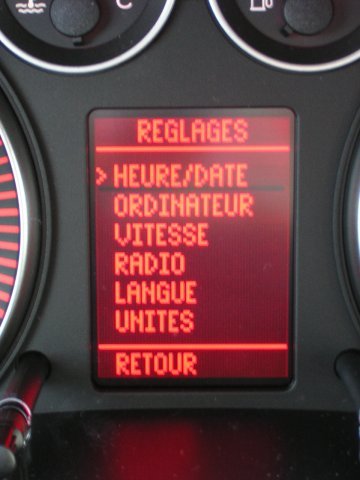 C
REGLAGES
> HEURE/DATE
ORDINATEUR
VITESSE
RADIO
LANGUE
UNITES
RETOUR